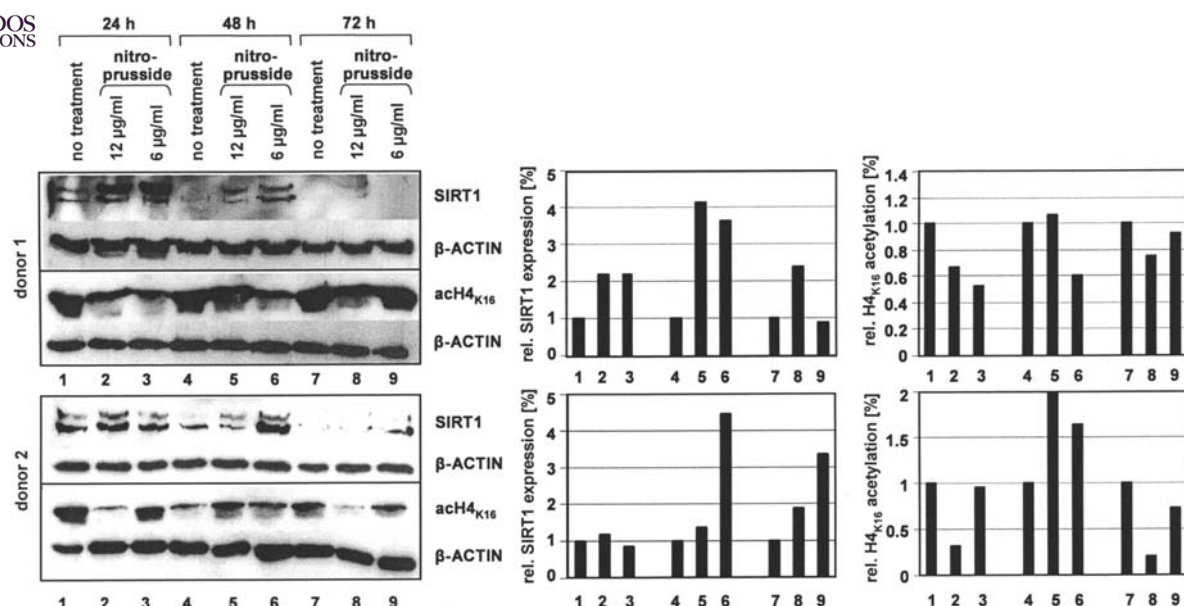 DOS
ONS
24 h 48 h 72 h
no treatment
nitro-
prusside
12 µg/ml
6 µg/ml
no treatment
nitro-
prusside
12 µg/ml
6 µg/ml
no treatment
nitro-
prusside
12 µg/ml
6 µg/ml
donor 1
SIRT1
β-ACTIN
acH4K16
β-ACTIN
1 2 3 4 5 6 7 8 9
donor 2
SIRT1
β-ACTIN
acH4K16
β-ACTIN
1 2 3 4 5 6 7 8 9
rel. SIRT1 expression [%]
5
4
3
2
1
0
1 2 3 4 5 6 7 8 9
rel. H4K16 acetylation [%]
1.4
1.2
1.0
0.8
0.6
0.4
0.2
0
1 2 3 4 5 6 7 8 9
rel. SIRT1 expression [%]
5
4
3
2
1
0
1 2 3 4 5 6 7 8 9
rel. H4K16 acetylation [%]
2
1.5
1
0.5
0
1 2 3 4 5 6 7 8 9